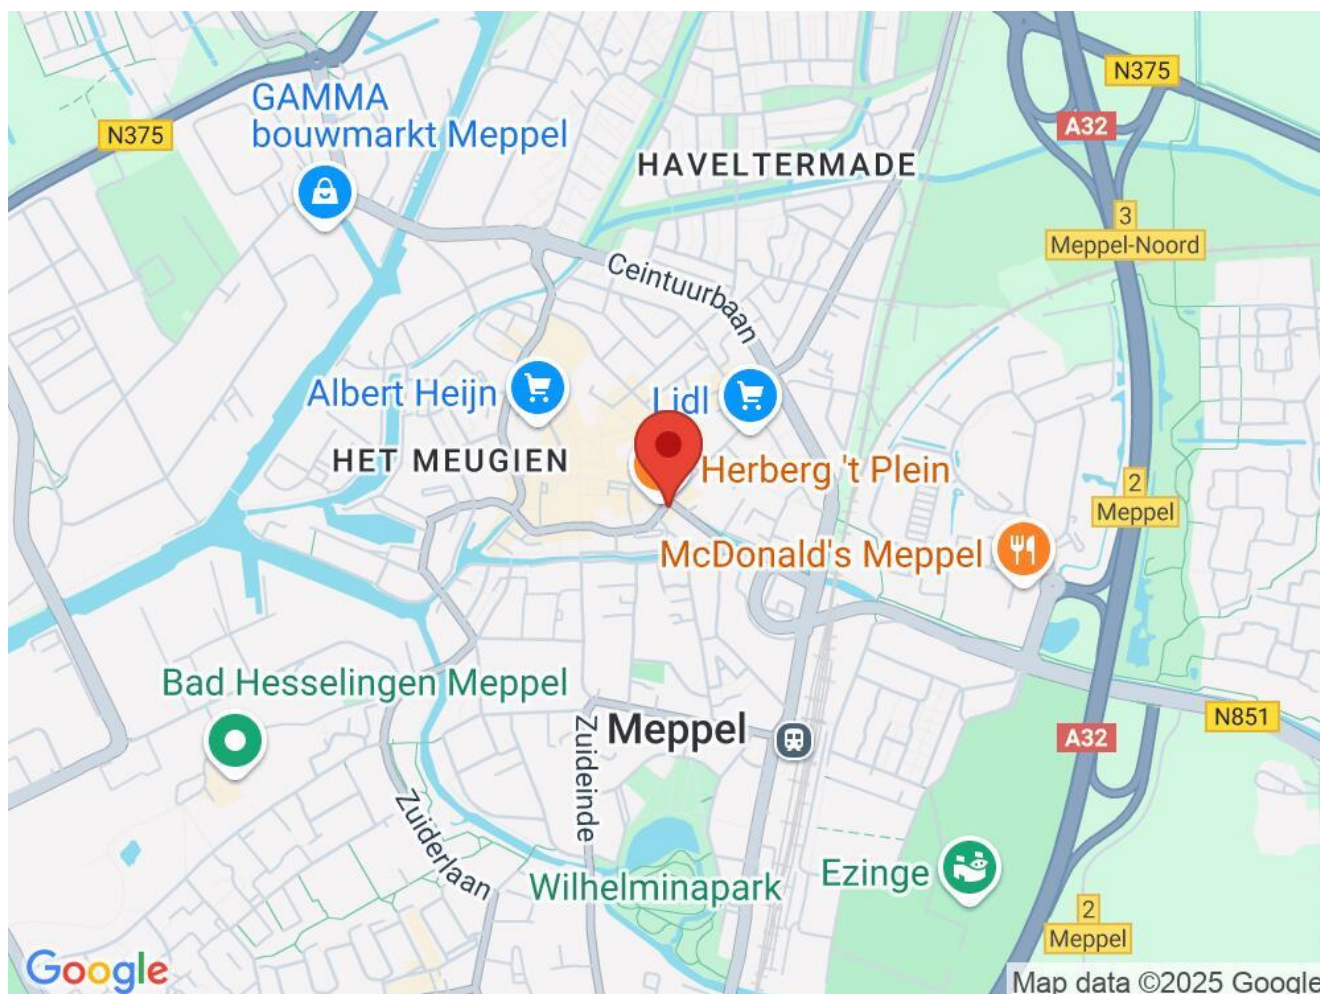 N375
A32
GAMMA
bouwmarkt Meppel
N375
HAVELTERMADE
3
Meppel-Noord
Ceintuurbaan
Albert Heijn
Lidl
HET MEUGIEN
Herberg 't Plein
2
Meppel
McDonald's Meppel
Bad Hesselingen Meppel
Meppel
N851
A32
Zuideinde
Zuiderlaan
Ezinge
Wilhelminapark
2
Meppel
Google
Map data ©2025 Google